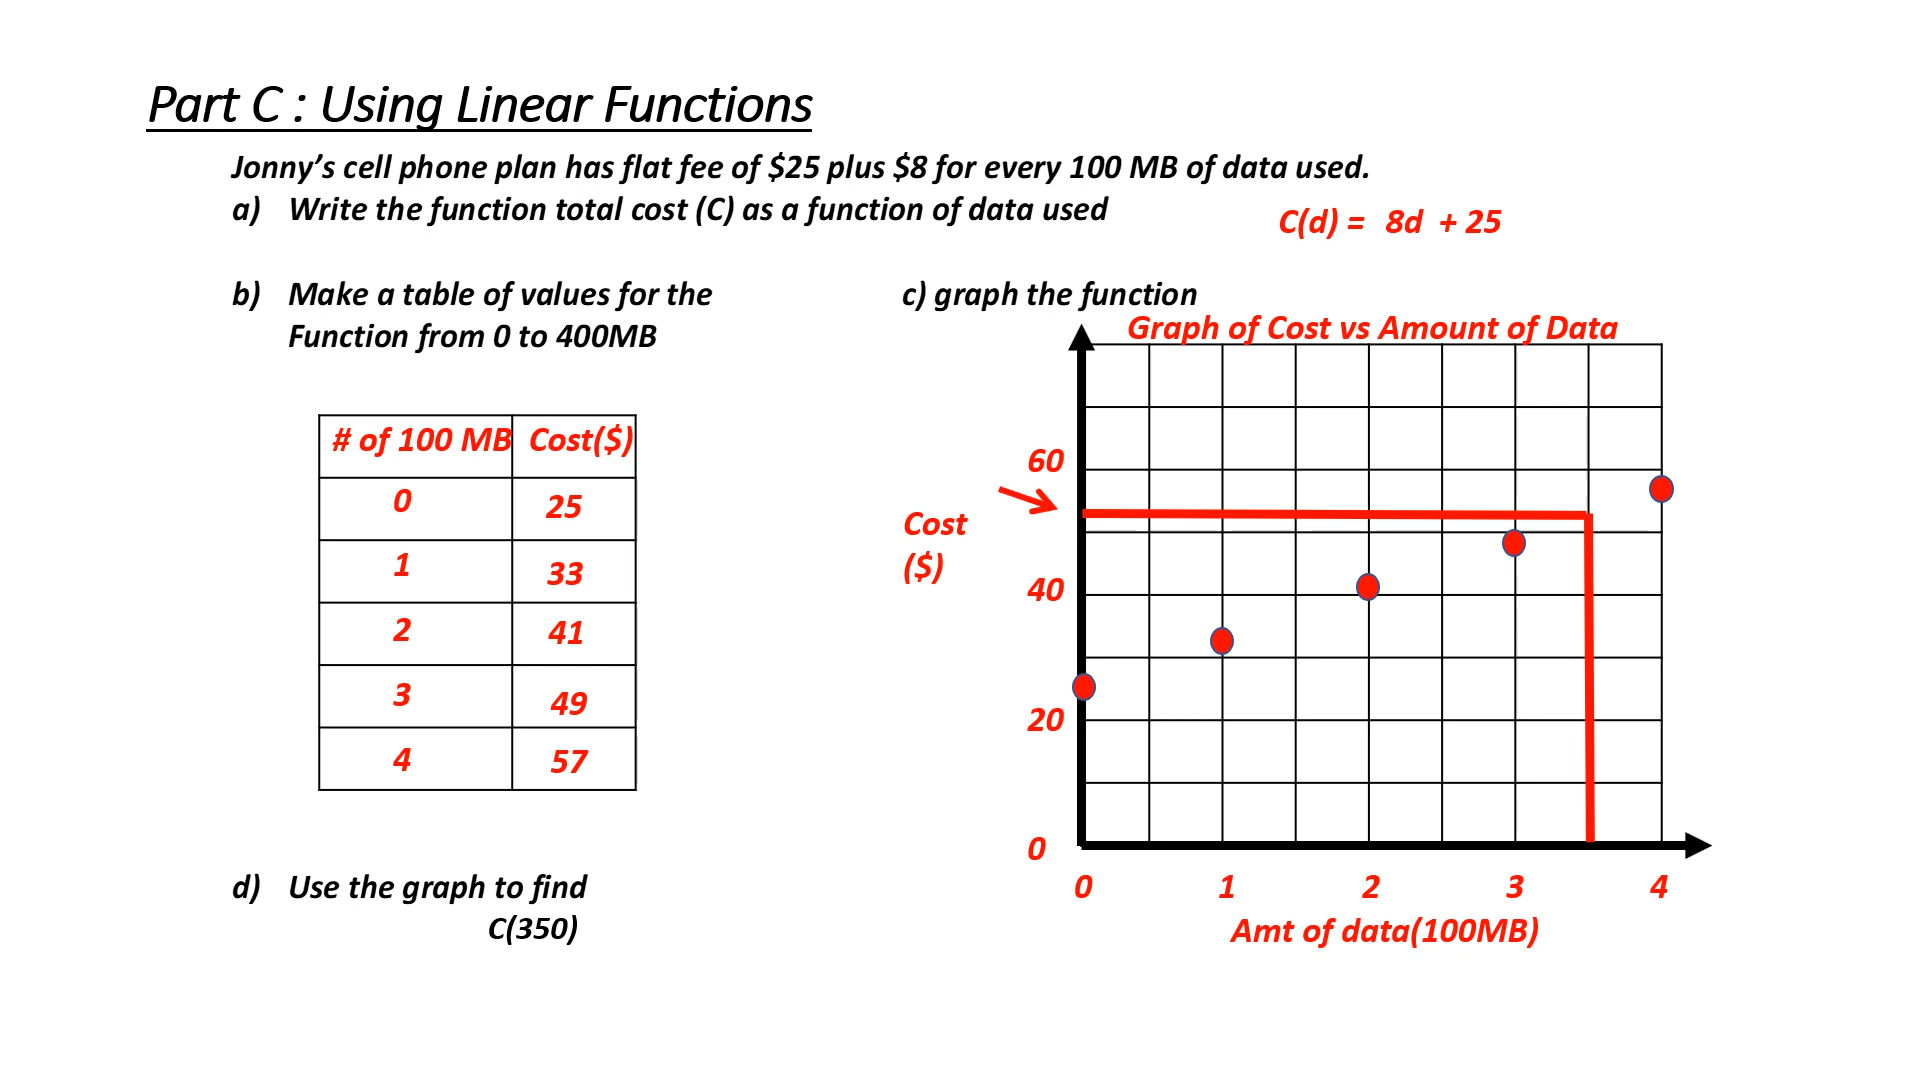 Part C : Using Linear Functions
Jonny’s cell phone plan has flat fee of $25 plus $8 for every 100 MB of data used.
a) Write the function total cost (C) as a function of data used
C(d) = 8d + 25
b) Make a table of values for the
Function from 0 to 400MB
c) graph the function
Graph of Cost vs Amount of Data
# of 100 MB Cost($)
0 25
1 33
2 41
3 49
4 57
60
Cost
($)
40
20
0
0 1 2 3 4
Amt of data(100MB)
d) Use the graph to find
C(350)